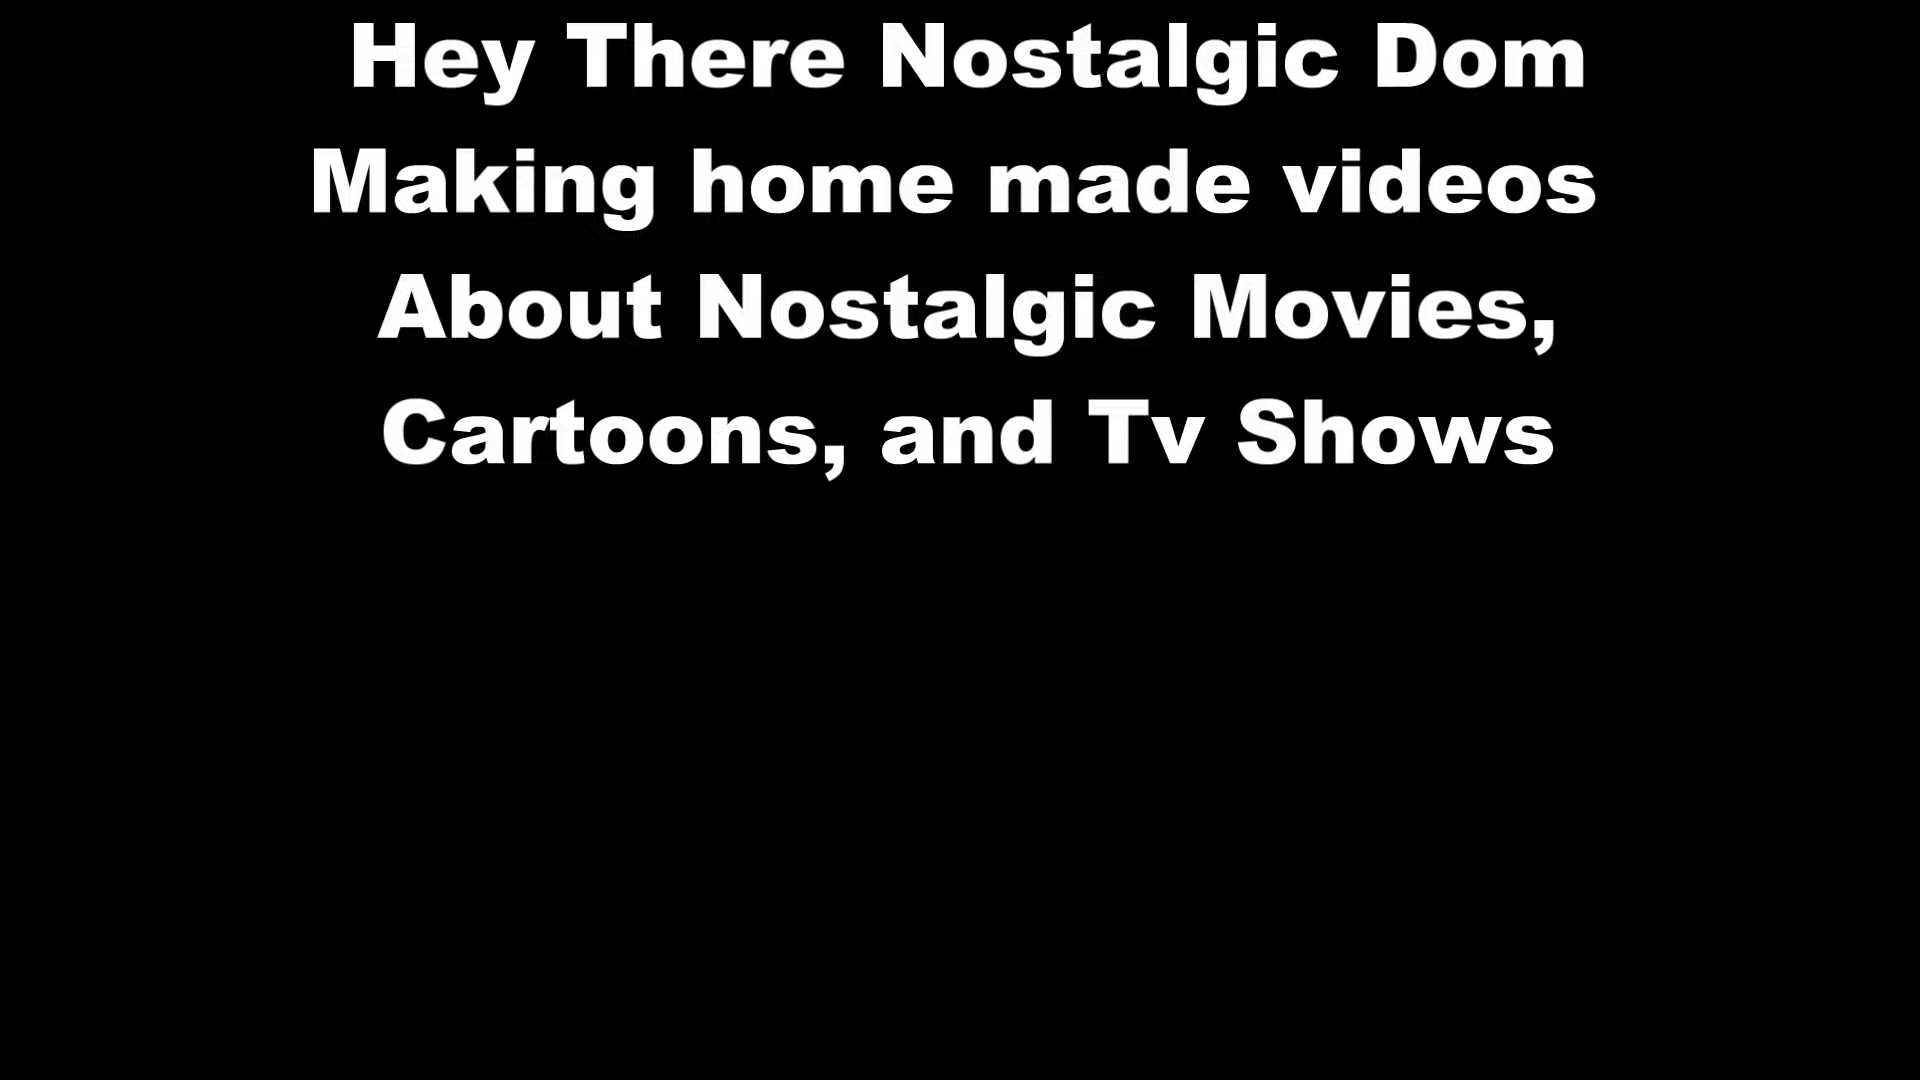 Hey There Nostalgic Dom
Making home made videos
About Nostalgic Movies,
Cartoons, and Tv Shows